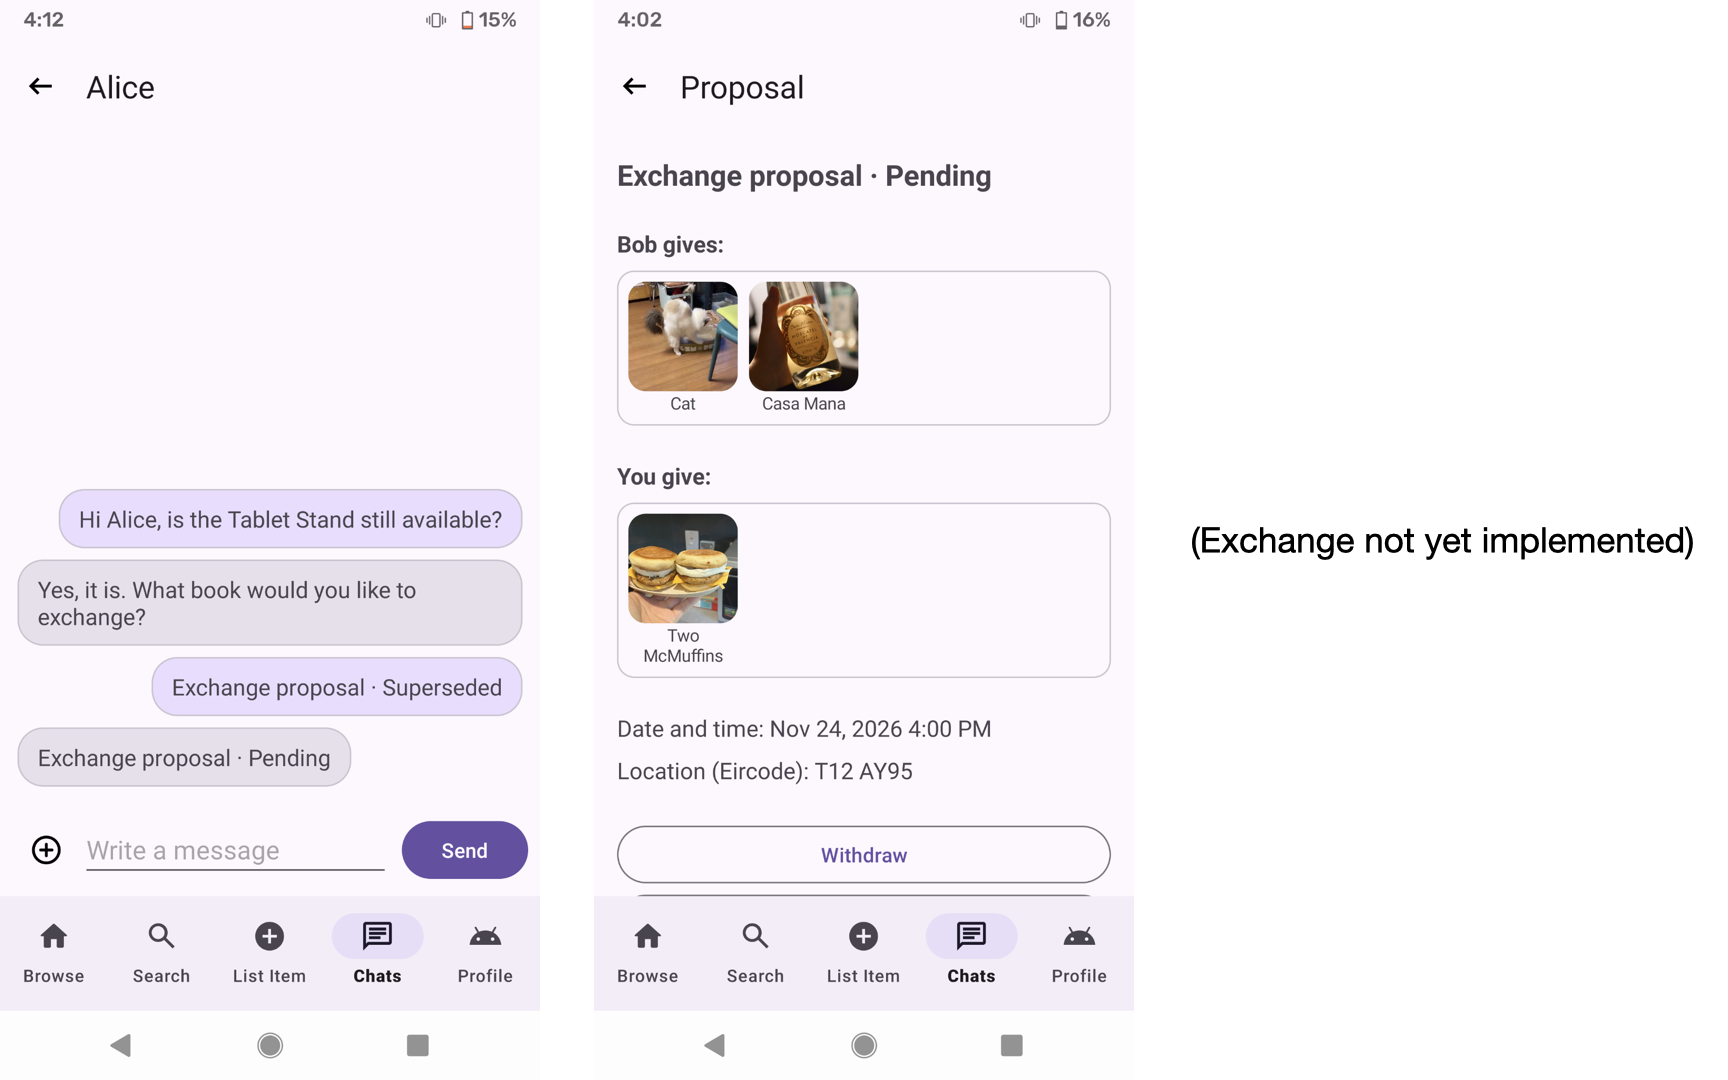 4:12
15%
Alice
Hi Alice, is the Tablet Stand still available?
Yes, it is. What book would you like to
exchange?
Exchange proposal · Superseded
Exchange proposal · Pending
Write a message
Send
Browse
Search
List Item
Chats
Profile
4:02
16%
Proposal
Exchange proposal · Pending
Bob gives:
Cat
Casa Mana
You give:
Two
McMuffins
Date and time: Nov 24, 2026 4:00 PM
Location (Eircode): T12 AY95
Withdraw
Browse
Search
List Item
Chats
Profile
(Exchange not yet implemented)